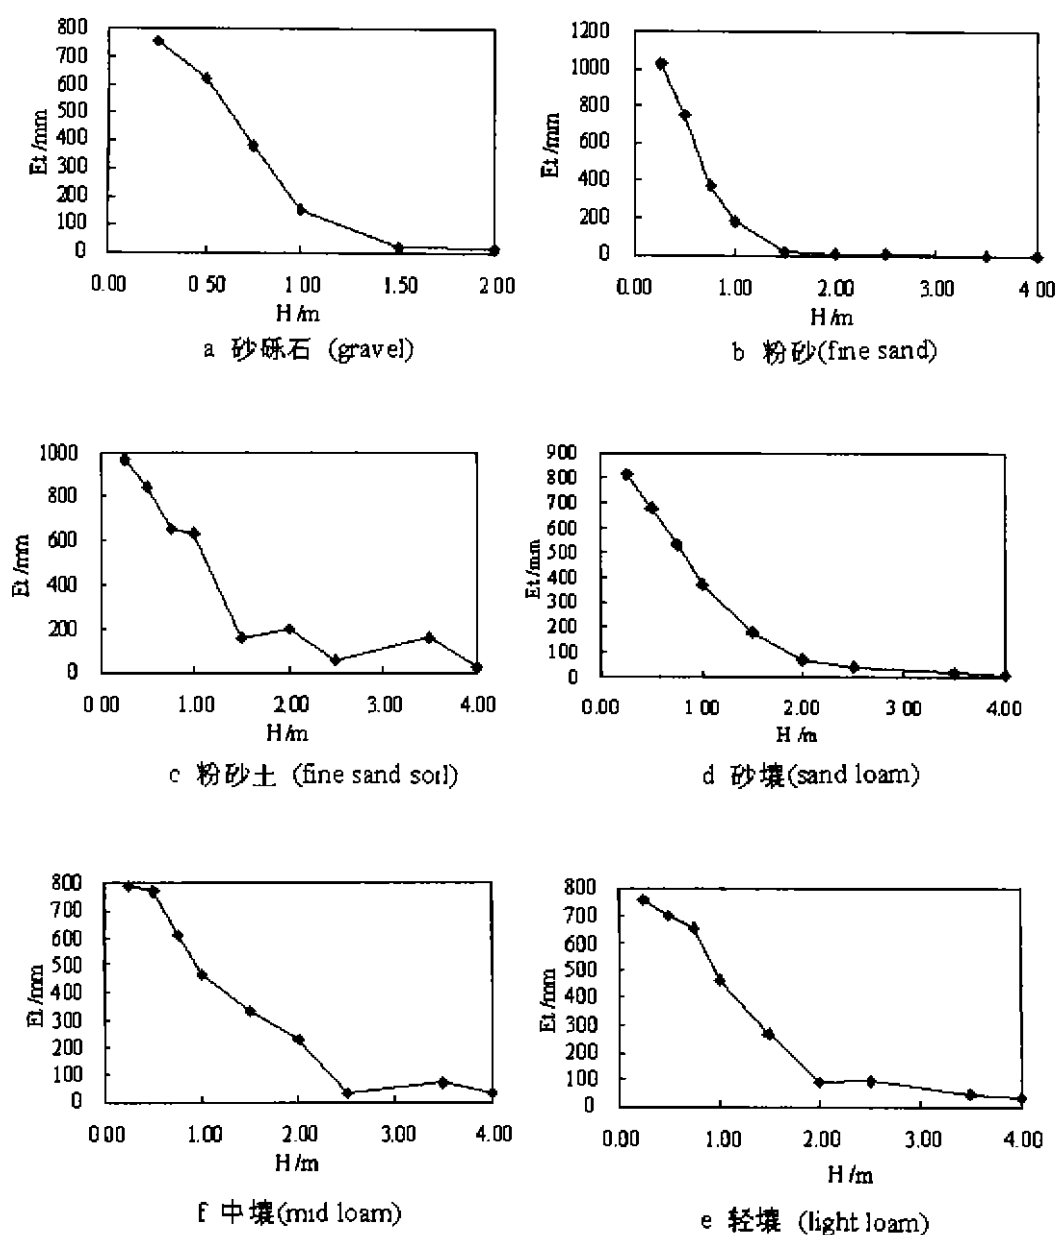 800
700
600
500
400
300
200
100
0
Et/mm
0.00 0 50 1.00 1.50 2 00
H/m
a 砂砾石 (gravel)
1200
1000
800
600
400
200
0
Et/mm
0.00 1.00 2.00 3.00 4.00
H/m
b 粉砂(fine sand)
1000
800
600
400
200
0
Et/mm
0 00 1.00 2.00 3.00 4.00
H/m
c 粉砂土 (fine sand soil)
900
800
700
600
500
400
300
200
100
0
Et/mm
0.00 1 00 2.00 3 00 4.00
H/m
d 砂壤(sand loam)
800
700
600
500
400
300
200
100
0
Et/mm
0 00 1.00 2.00 3.00 4.00
H/m
f 中壤(mid loam)
800
700
600
500
400
300
200
100
0
Et/mm
0.00 1.00 2.00 3.00 4.00
H/m
e 轻壤 (light loam)